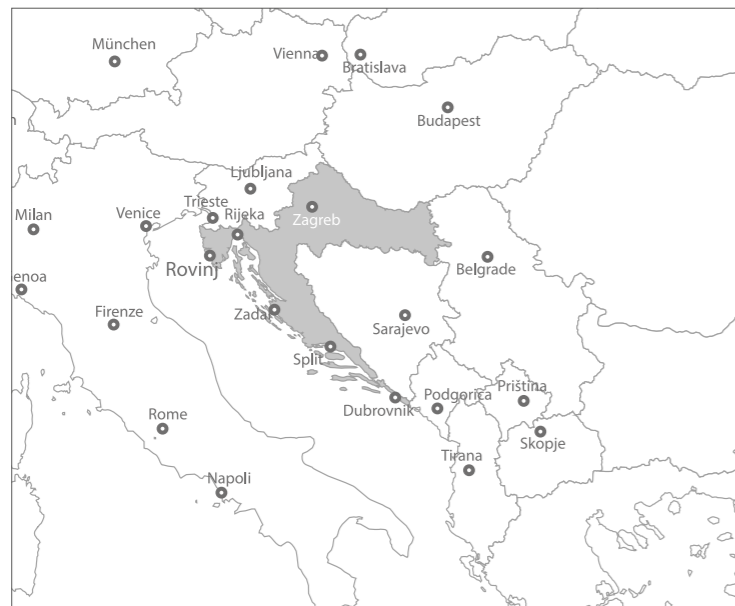 München
Vienna
Bratislava
Budapest
n
Ljubljana
Trieste
Rijeka
Zagreb
Milan
Venice
Rovinj
Belgrade
enoa
Firenze
Zadar
Sarajevo
Split
Rome
Dubrovnik
Podgorica
Priština
Skopje
Tirana
Napoli